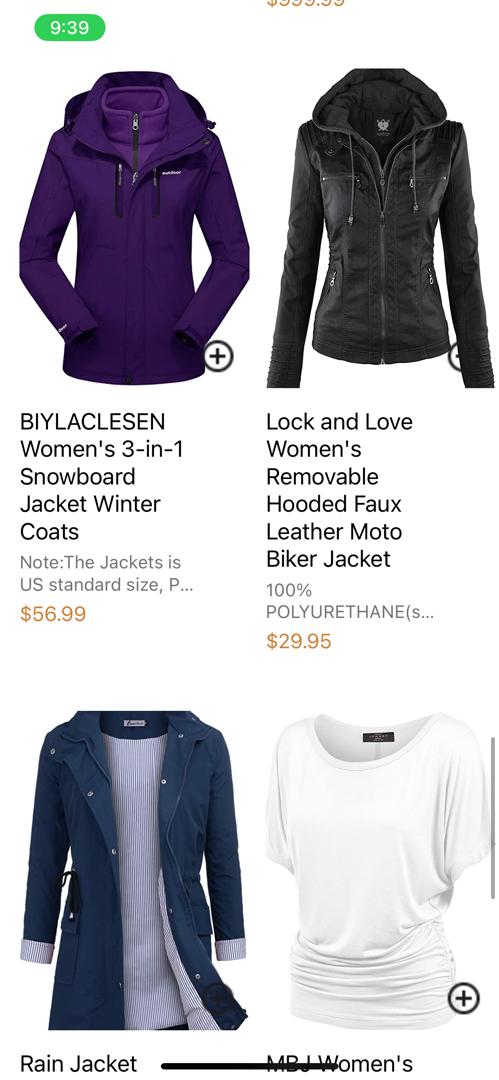 $999.99
9:39
outdoor
BIYLACLESEN
Women's 3-in-1
Snowboard
Jacket Winter
Coats
Note:The Jackets is
US standard size, P...
$56.99
Lock and Love
Women's
Removable
Hooded Faux
Leather Moto
Biker Jacket
100%
POLYURETHANE(s...
$29.95
Rain Jacket
MBJ Women's